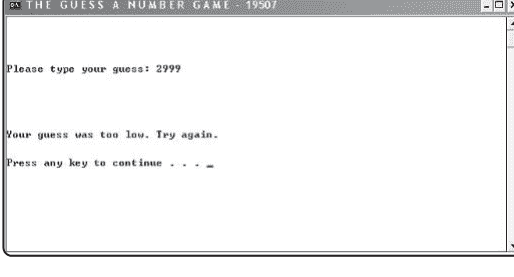 THE GUESS A NUMBER GAME - 19507
Please type your guess: 2999
Your guess was too low. Try again.
Press any key to continue . . . _